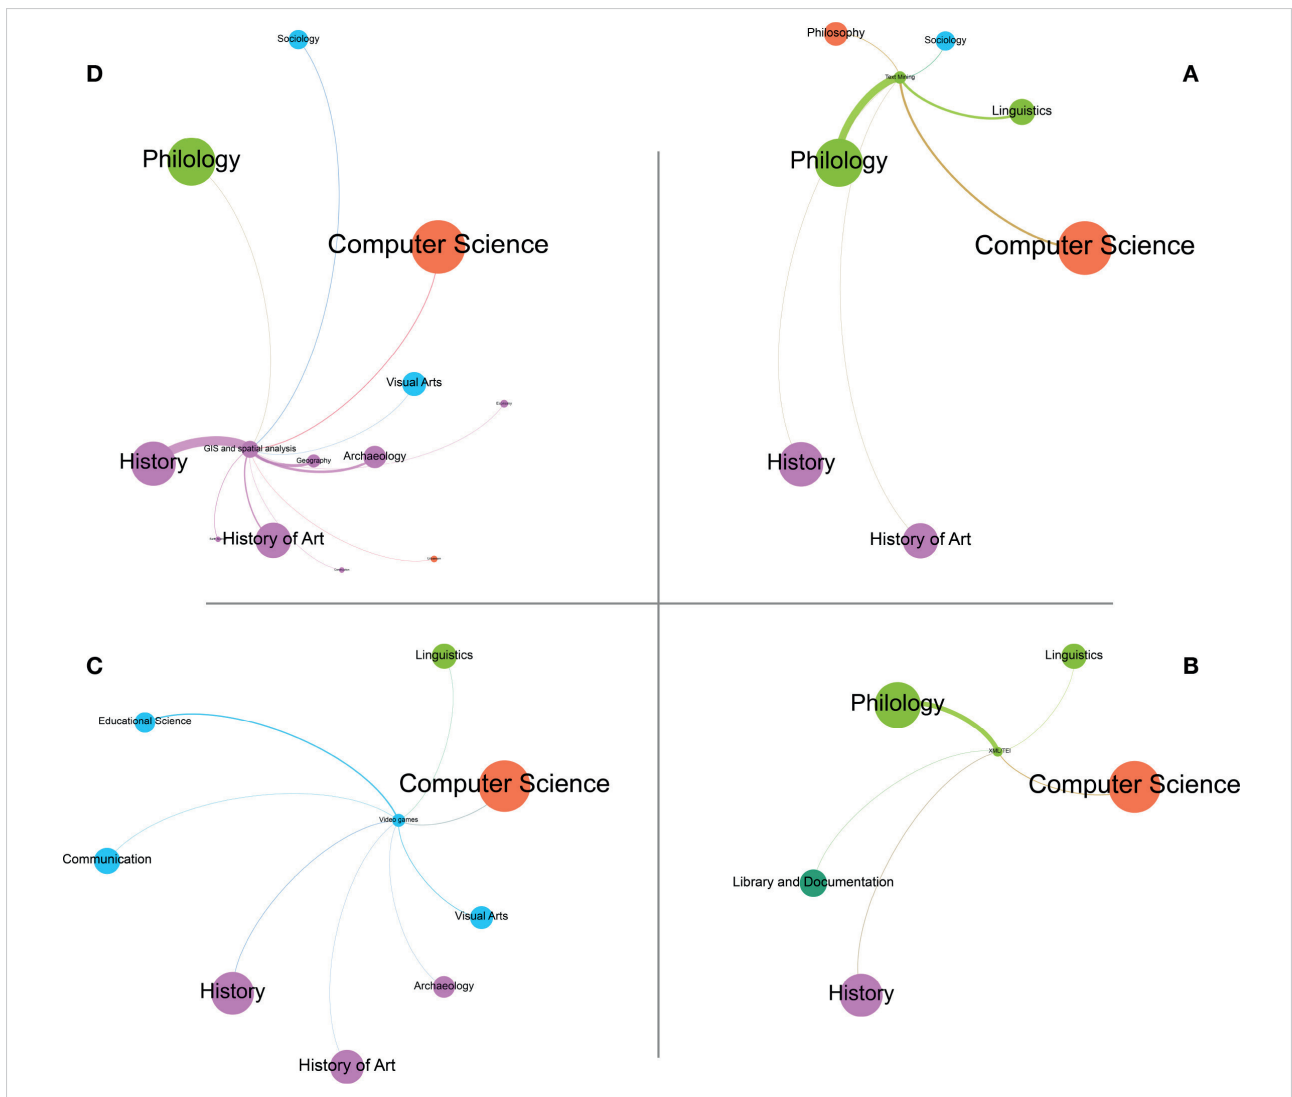 D
Sociology
Philology
Computer Science
Visual Arts
GIS and spatial analysis
History
Geography
Archaeology
History of Art
A
Philosophy
Sociology
Text Mining
Linguistics
Philology
Computer Science
History
History of Art
C
Linguistics
Educational Science
Computer Science
Video games
Communication
Visual Arts
History
Archaeology
History of Art
B
Linguistics
Philology
XML/TEI
Computer Science
Library and Documentation
History